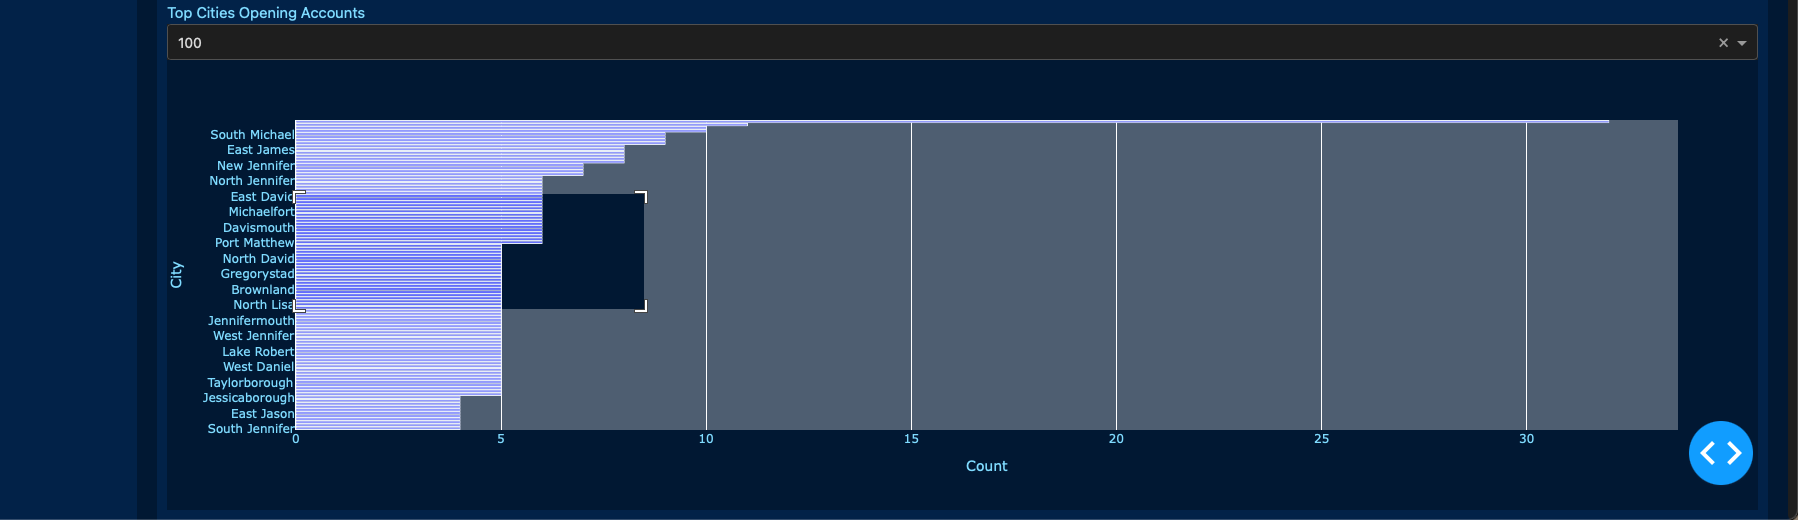 Top Cities Opening Accounts
100
South Michael
East James
New Jennifer
North Jennifer
East David
Michaelfort
Davismouth
Port Matthew
North David
Gregorystad
Brownland
North Lisa
Jennifermouth
West Jennifer
Lake Robert
West Daniel
Taylorborough
Jessicaborough
East Jason
South Jennifer
City
0 5 10 15 20 25 30
Count